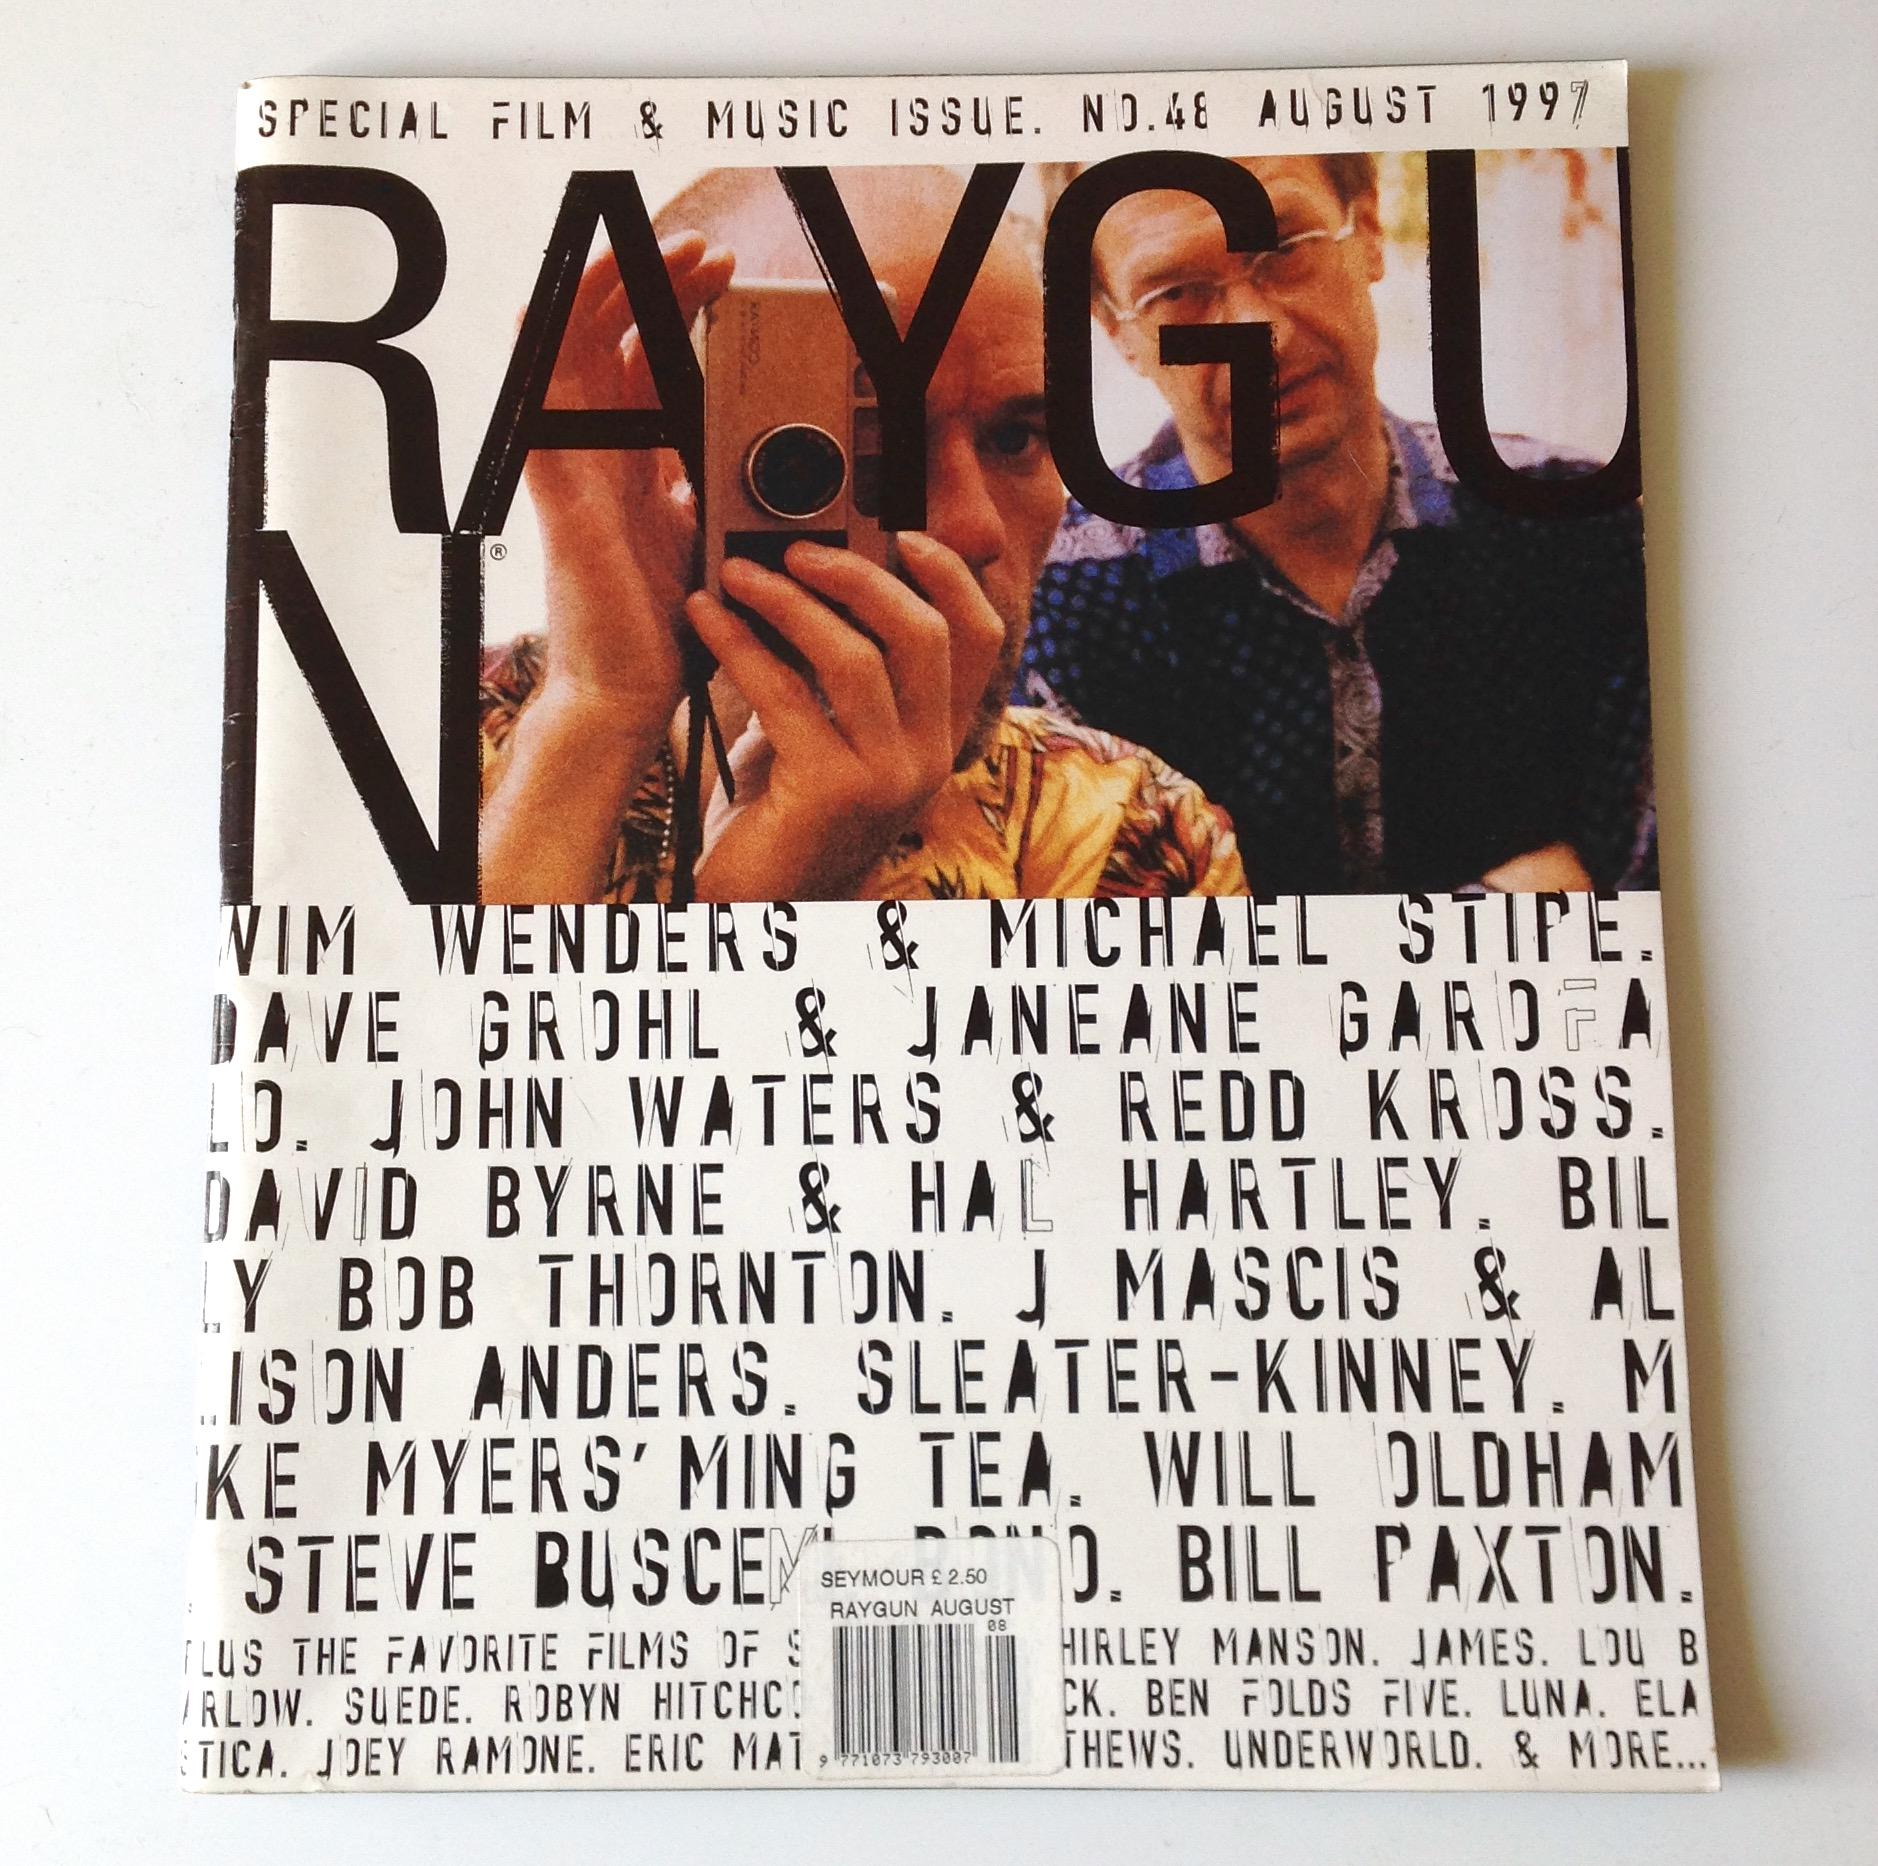 SPECIAL FILM & MUSIC ISSUE. NO.48 AUGUST 1997
RAYGU
N®
WIM WENDERS & MICHAEL STIPE.
DAVE GROHL & JANEANE GAROFA
LO. JOHN WATERS & REDD KROSS.
DAVID BYRNE & HAL HARTLEY. BIL
LY BOB THORNTON. J MASCIS & AL
LISON ANDERS. SLEATER-KINNEY. M
IKE MYERS' MING TEA. WILL OLDHAM
. STEVE BUSCEMI. BONO. BILL PAXTON.
PLUS THE FAVORITE FILMS OF S HIRLEY MANSON. JAMES. LOU B
ARLOW. SUEDE. ROBYN HITCHCO CK. BEN FOLDS FIVE. LUNA. ELA
STICA. JOEY RAMONE. ERIC MAT THEWS. UNDERWORLD. & MORE...
SEYMOUR £ 2.50
RAYGUN AUGUST
08
9 771073 793007